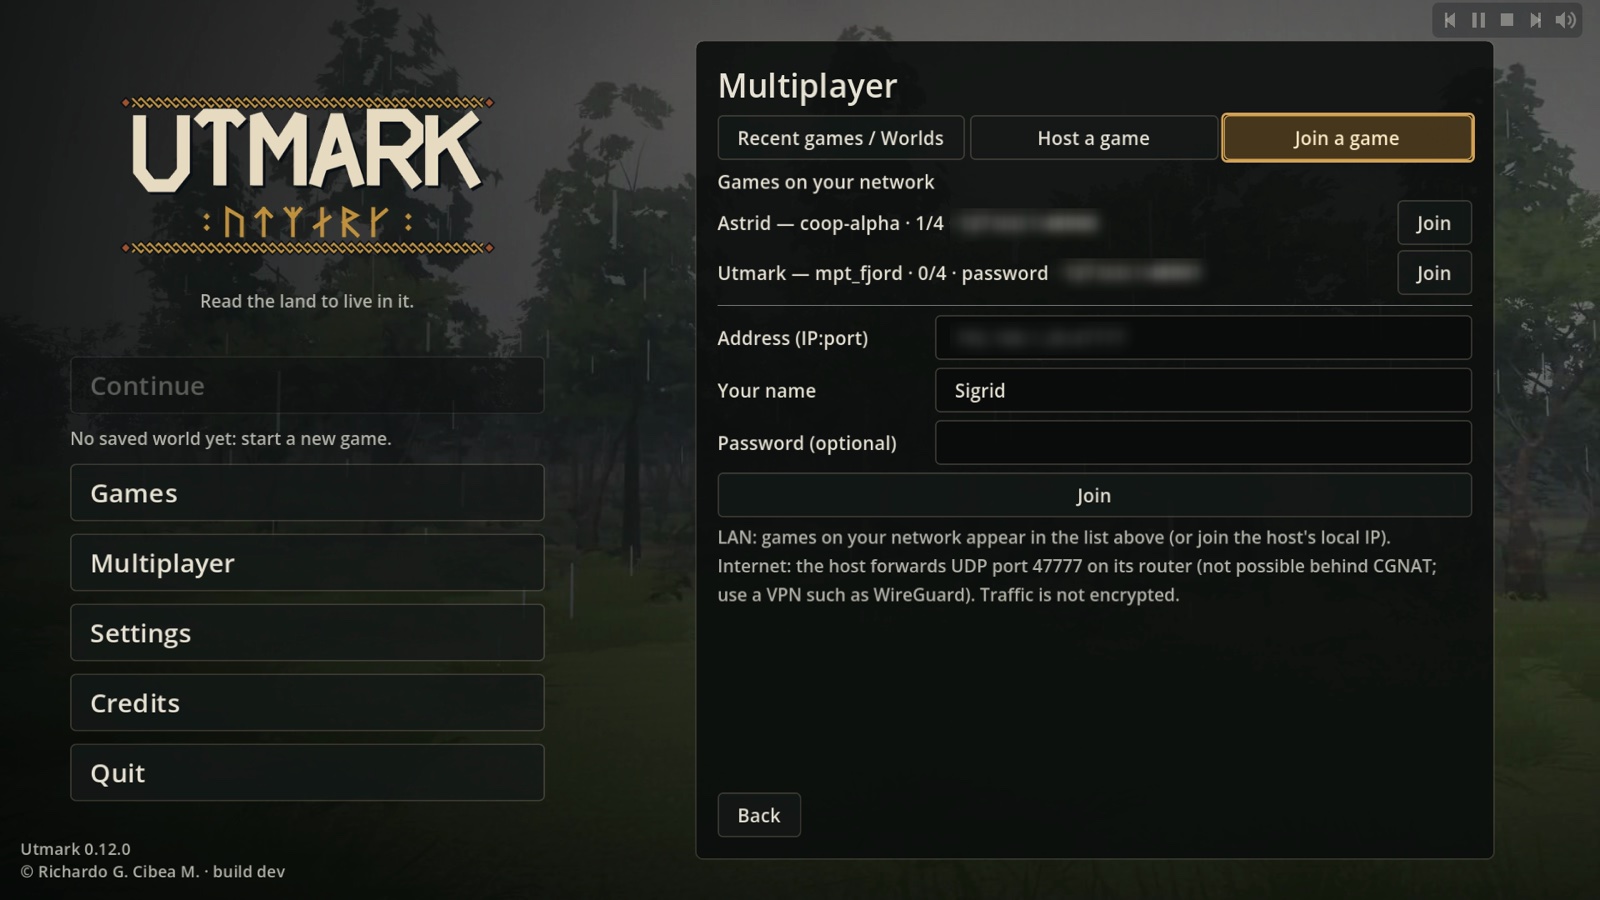 UTMARK
᛬ᚢᛏᛉᚮᚱᚴ᛬
Read the land to live in it.
Continue
No saved world yet: start a new game.
Games
Multiplayer
Settings
Credits
Quit
Utmark 0.12.0
© Richardo G. Cibea M. · build dev
Multiplayer
Recent games / Worlds
Host a game
Join a game
Games on your network
Astrid — coop-alpha · 1/4
Join
Utmark — mpt_fjord · 0/4 · password
Join
Address (IP:port)
Your name
Sigrid
Password (optional)
Join
LAN: games on your network appear in the list above (or join the host's local IP).
Internet: the host forwards UDP port 47777 on its router (not possible behind CGNAT;
use a VPN such as WireGuard). Traffic is not encrypted.
Back